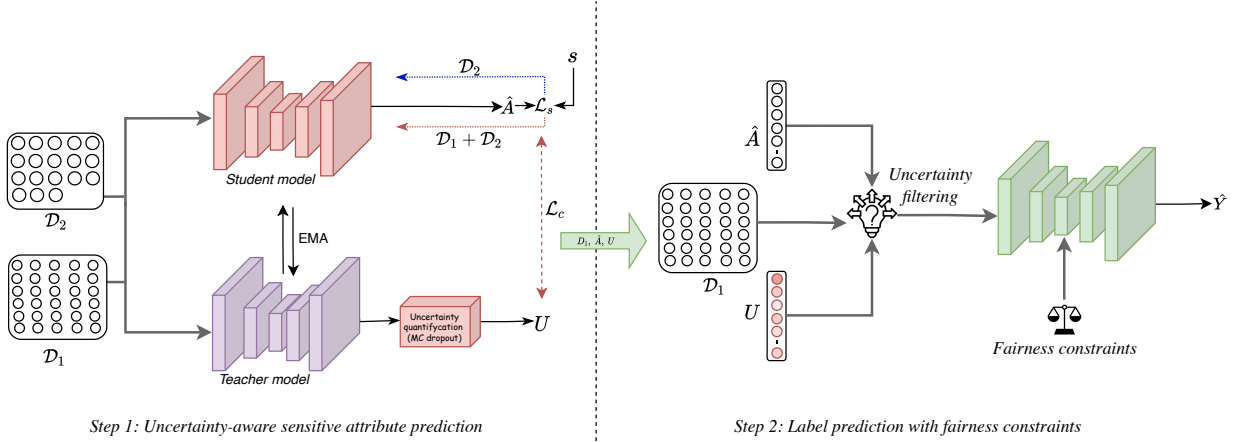 𝒟₂
s
Â
ℒₛ
𝒟₁ + 𝒟₂
Student model
𝒟₂
EMA
ℒ𝒸
𝒟₁
Uncertainty
quantifycation
(MC dropout)
U
Teacher model
Step 1: Uncertainty-aware sensitive attribute prediction
D₁, Â, U
Â
Uncertainty
filtering
?
Ŷ
𝒟₁
U
Fairness constraints
Step 2: Label prediction with fairness constraints